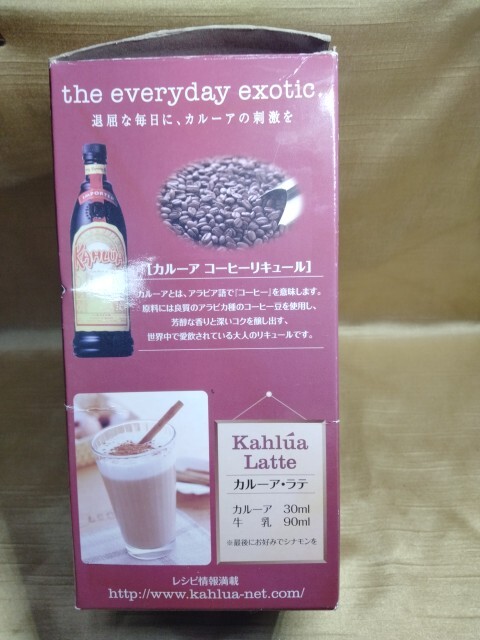 the everyday exotic.
退屈な毎日に、カルーアの刺激を
IMPORTED
KAHLÚA
[カルーア コーヒーリキュール]
カルーアとは、アラビア語で「コーヒー」を意味します。
原料には良質のアラビカ種のコーヒー豆を使用し、
芳醇な香りと深いコクを醸し出す、
世界中で愛飲されている大人のリキュールです。
Kahlúa
Latte
カルーア・ラテ
カルーア 30ml
牛 乳 90ml
※最後にお好みでシナモンを
レシピ情報満載
http://www.kahlua-net.com/